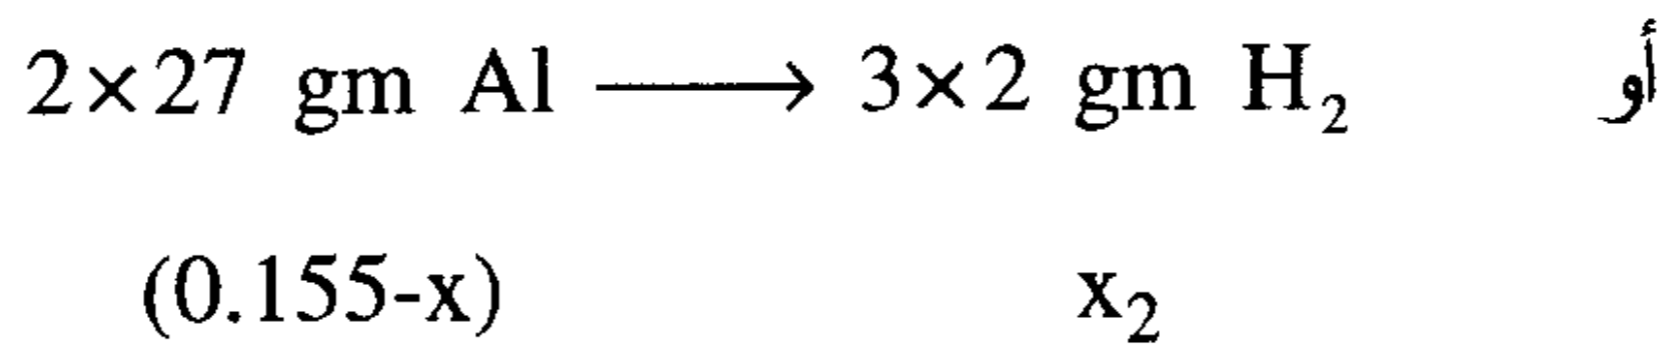 أو 2×27 gm Al ⟶ 3×2 gm H₂
(0.155-x) x₂